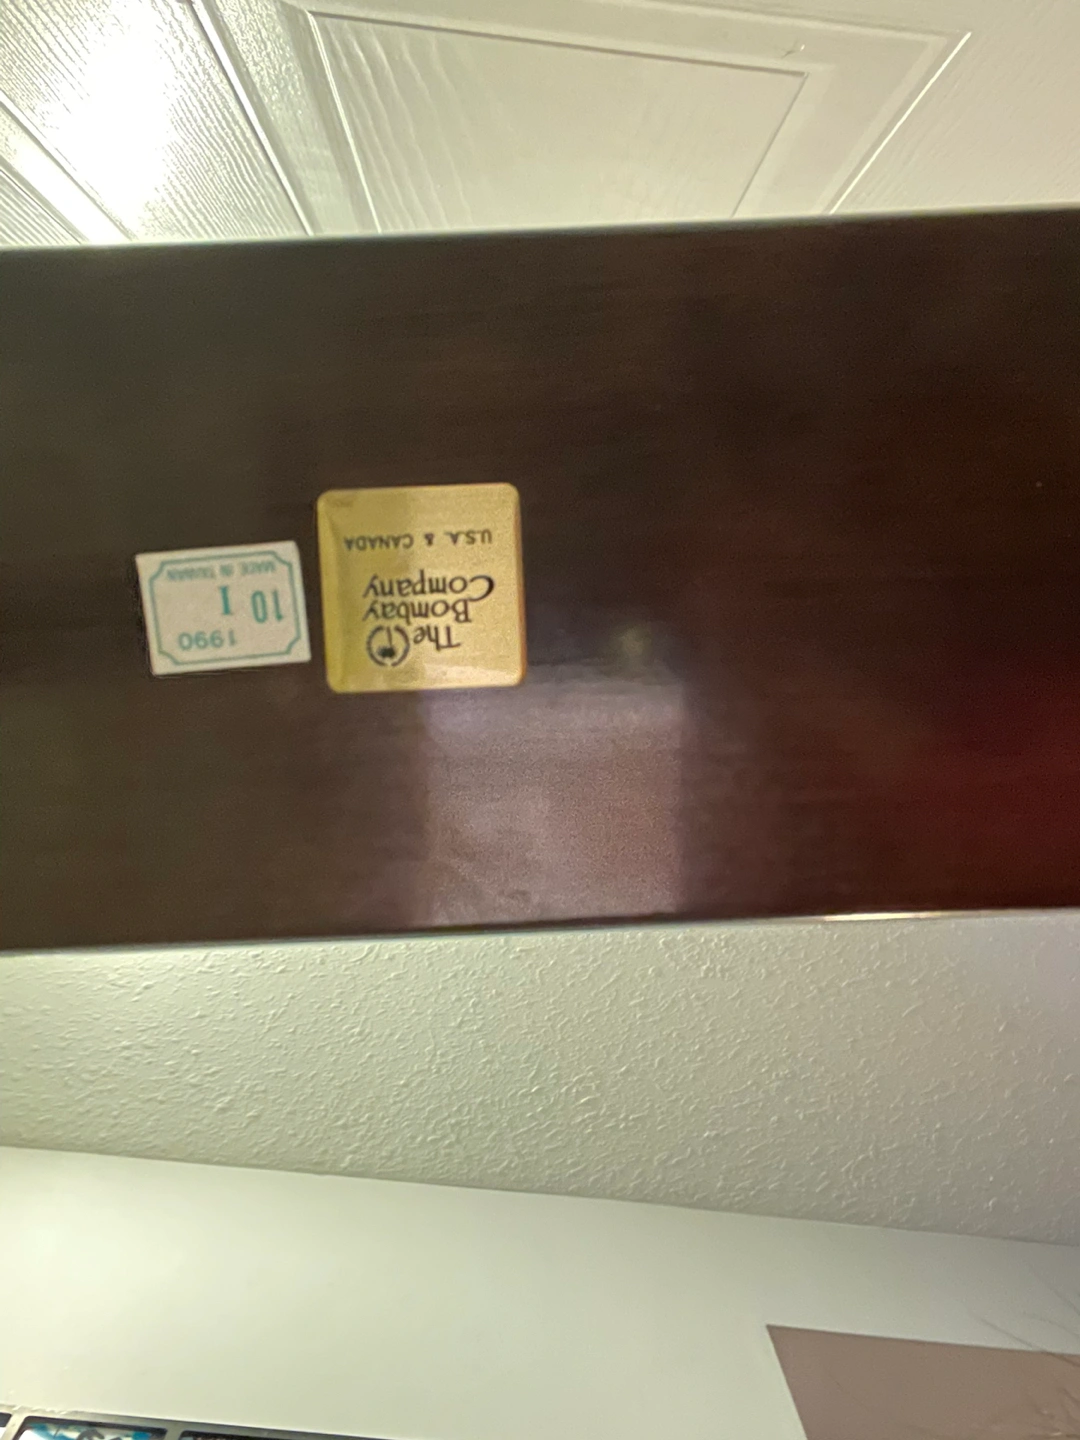 The
Bombay
Company
U.S.A. & CANADA
1990
10 I
MADE IN TAIWAN